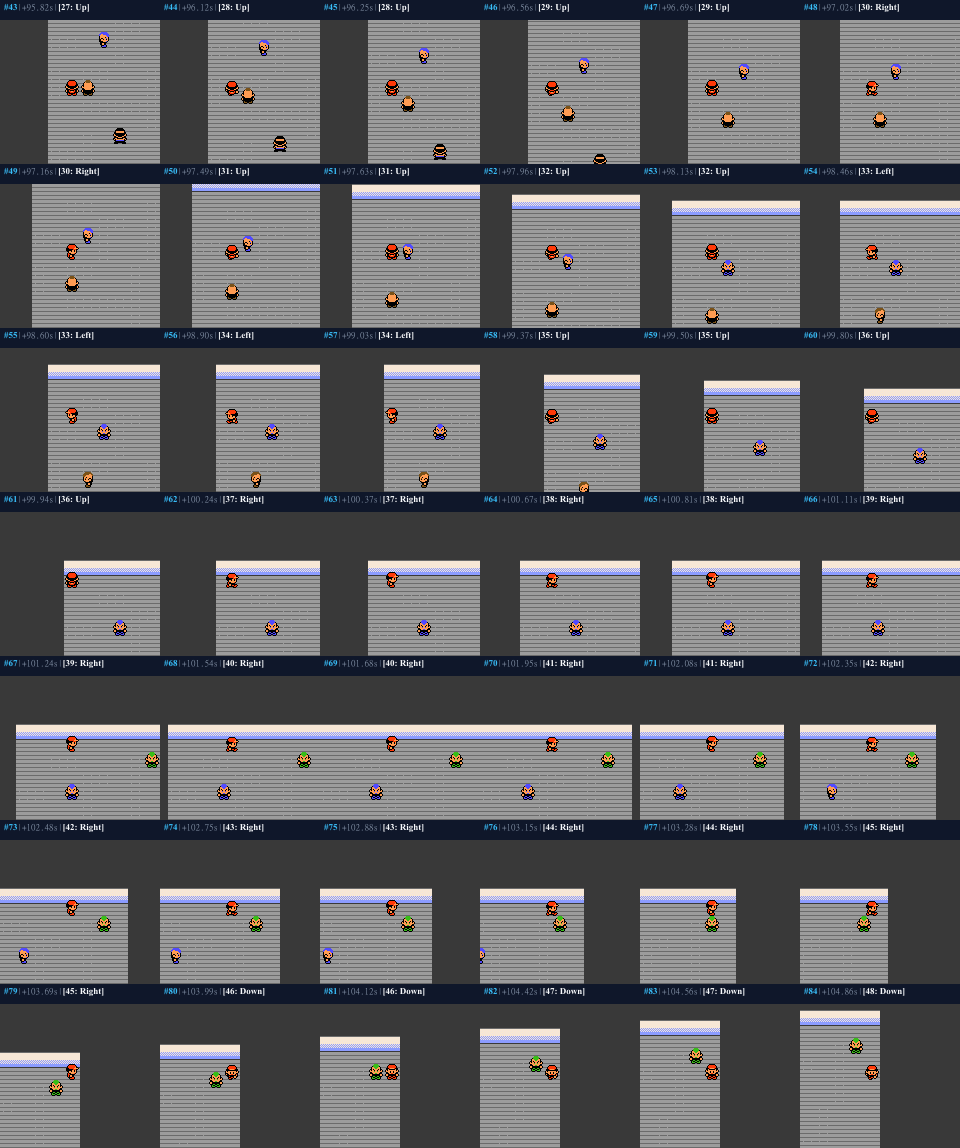 #43|+95.82s|[27: Up] #44|+96.12s|[28: Up] #45|+96.25s|[28: Up] #46|+96.56s|[29: Up] #47|+96.69s|[29: Up] #48|+97.02s|[30: Right]
#49|+97.16s|[30: Right] #50|+97.49s|[31: Up] #51|+97.63s|[31: Up] #52|+97.96s|[32: Up] #53|+98.13s|[32: Up] #54|+98.46s|[33: Left]
#55|+98.60s|[33: Left] #56|+98.90s|[34: Left] #57|+99.03s|[34: Left] #58|+99.37s|[35: Up] #59|+99.50s|[35: Up] #60|+99.80s|[36: Up]
#61|+99.94s|[36: Up] #62|+100.24s|[37: Right] #63|+100.37s|[37: Right] #64|+100.67s|[38: Right] #65|+100.81s|[38: Right] #66|+101.11s|[39: Right]
#67|+101.24s|[39: Right] #68|+101.54s|[40: Right] #69|+101.68s|[40: Right] #70|+101.95s|[41: Right] #71|+102.08s|[41: Right] #72|+102.35s|[42: Right]
#73|+102.48s|[42: Right] #74|+102.75s|[43: Right] #75|+102.88s|[43: Right] #76|+103.15s|[44: Right] #77|+103.28s|[44: Right] #78|+103.55s|[45: Right]
#79|+103.69s|[45: Right] #80|+103.99s|[46: Down] #81|+104.12s|[46: Down] #82|+104.42s|[47: Down] #83|+104.56s|[47: Down] #84|+104.86s|[48: Down]